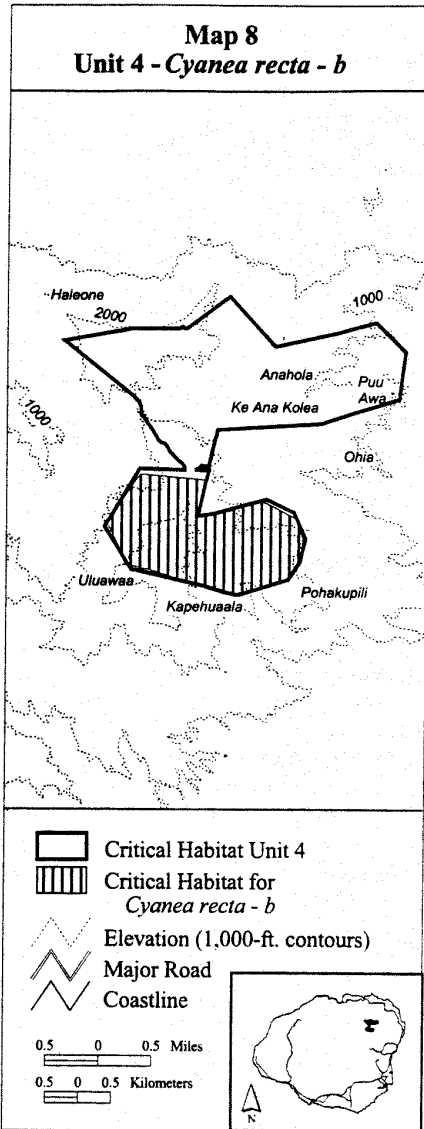 Map 8
Unit 4 - Cyanea recta - b
Haleone
2000
1000
Anahola
Puu
Awa
Ke Ana Kolea
1000
Ohia
Uluawaa
Pohakupili
Kapehuaala
Critical Habitat Unit 4
Critical Habitat for
Cyanea recta - b
Elevation (1,000-ft. contours)
Major Road
Coastline
0.5 0 0.5 Miles
0.5 0 0.5 Kilometers
N